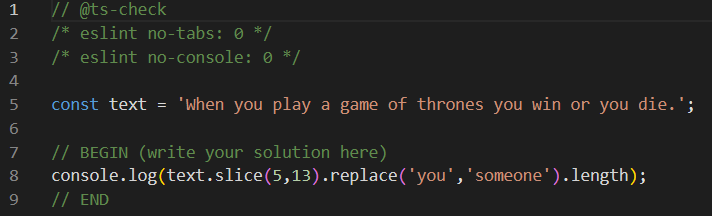 1 // @ts-check
2 /* eslint no-tabs: 0 */
3 /* eslint no-console: 0 */
4
5 const text = 'When you play a game of thrones you win or you die.';
6
7 // BEGIN (write your solution here)
8 console.log(text.slice(5,13).replace('you','someone').length);
9 // END